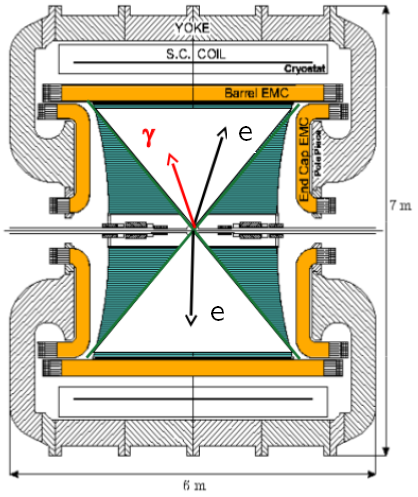 YOKE
S.C. COIL
Cryostat
Barrel EMC
γ
e
End Cap EMC
Pole Piece
7 m
e
6 m